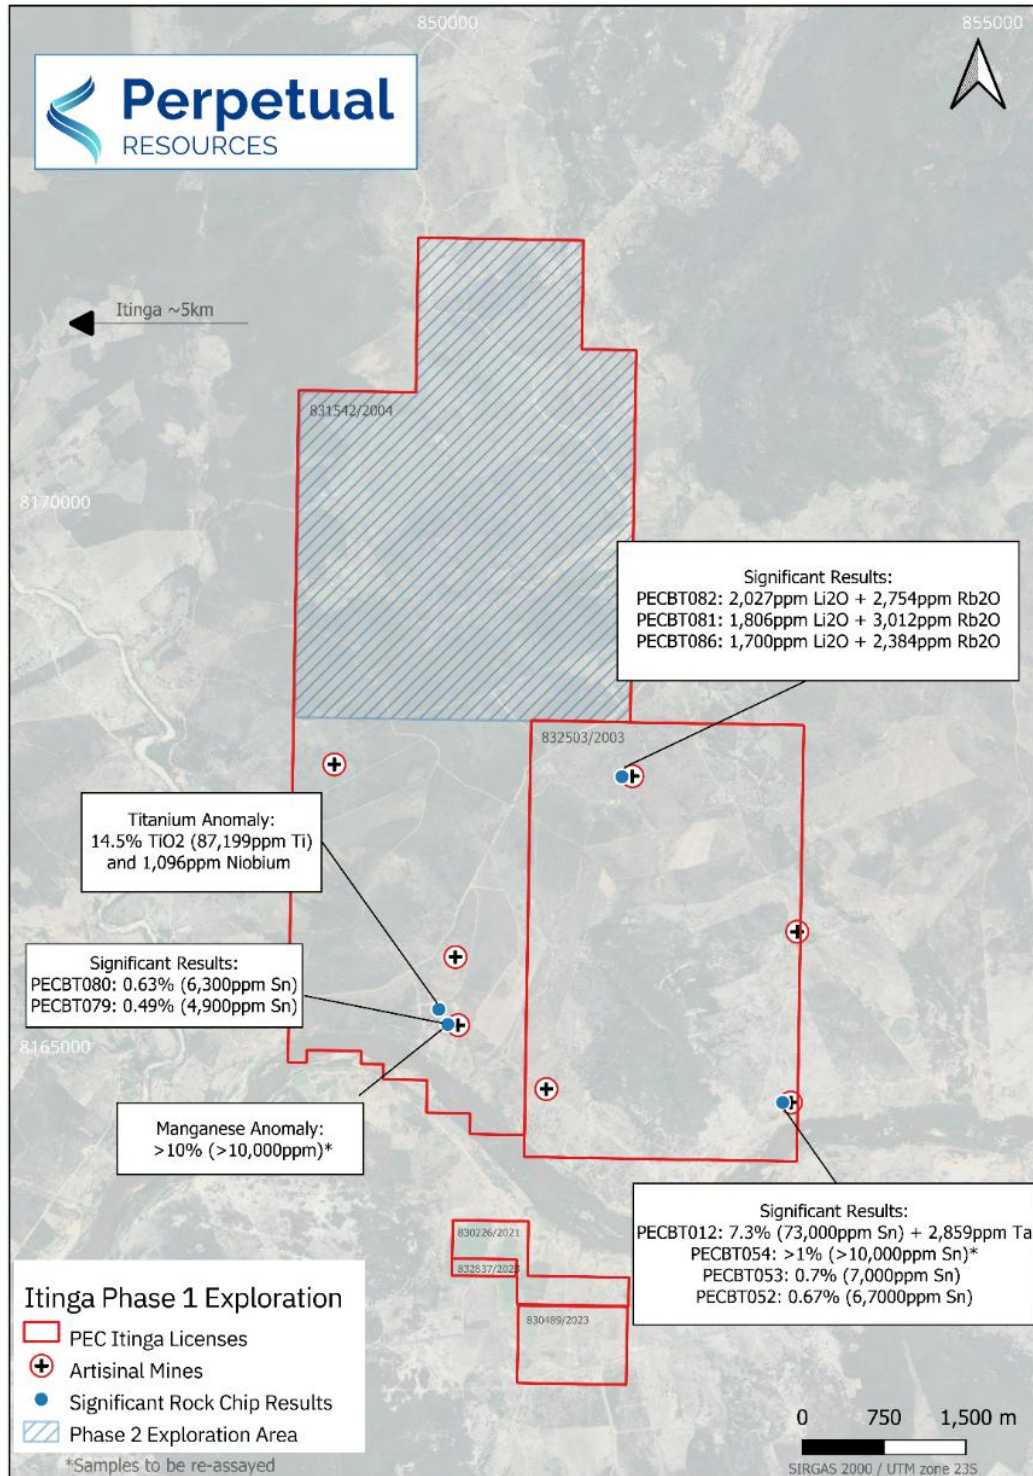 850000
855000
Perpetual
RESOURCES
Itinga ~5km
831542/2004
8170000
Significant Results:
PECBT082: 2,027ppm Li2O + 2,754ppm Rb2O
PECBT081: 1,806ppm Li2O + 3,012ppm Rb2O
PECBT086: 1,700ppm Li2O + 2,384ppm Rb2O
832503/2003
Titanium Anomaly:
14.5% TiO2 (87,199ppm Ti)
and 1,096ppm Niobium
Significant Results:
PECBT080: 0.63% (6,300ppm Sn)
PECBT079: 0.49% (4,900ppm Sn)
8165000
Manganese Anomaly:
>10% (>10,000ppm)*
Significant Results:
PECBT012: 7.3% (73,000ppm Sn) + 2,859ppm Ta
PECBT054: >1% (>10,000ppm Sn)*
PECBT053: 0.7% (7,000ppm Sn)
PECBT052: 0.67% (6,7000ppm Sn)
830226/2021
832837/2023
830489/2023
Itinga Phase 1 Exploration
PEC Itinga Licenses
Artisinal Mines
Significant Rock Chip Results
Phase 2 Exploration Area
*Samples to be re-assayed
0 750 1,500 m
SIRGAS 2000 / UTM zone 23S